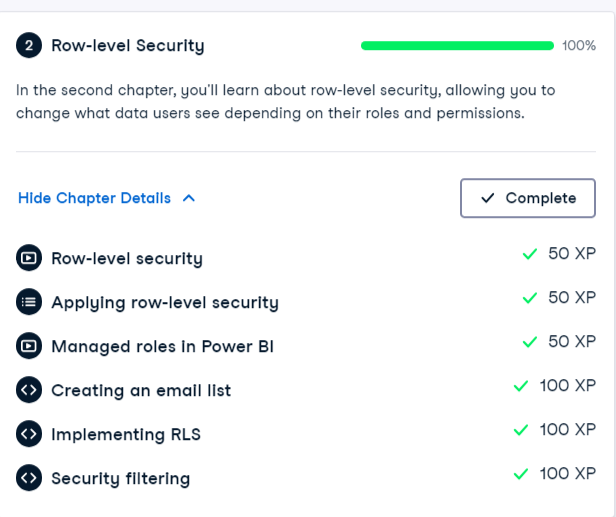 2 Row-level Security 100%
In the second chapter, you'll learn about row-level security, allowing you to
change what data users see depending on their roles and permissions.
Hide Chapter Details Complete
Row-level security 50 XP
Applying row-level security 50 XP
Managed roles in Power BI 50 XP
Creating an email list 100 XP
Implementing RLS 100 XP
Security filtering 100 XP